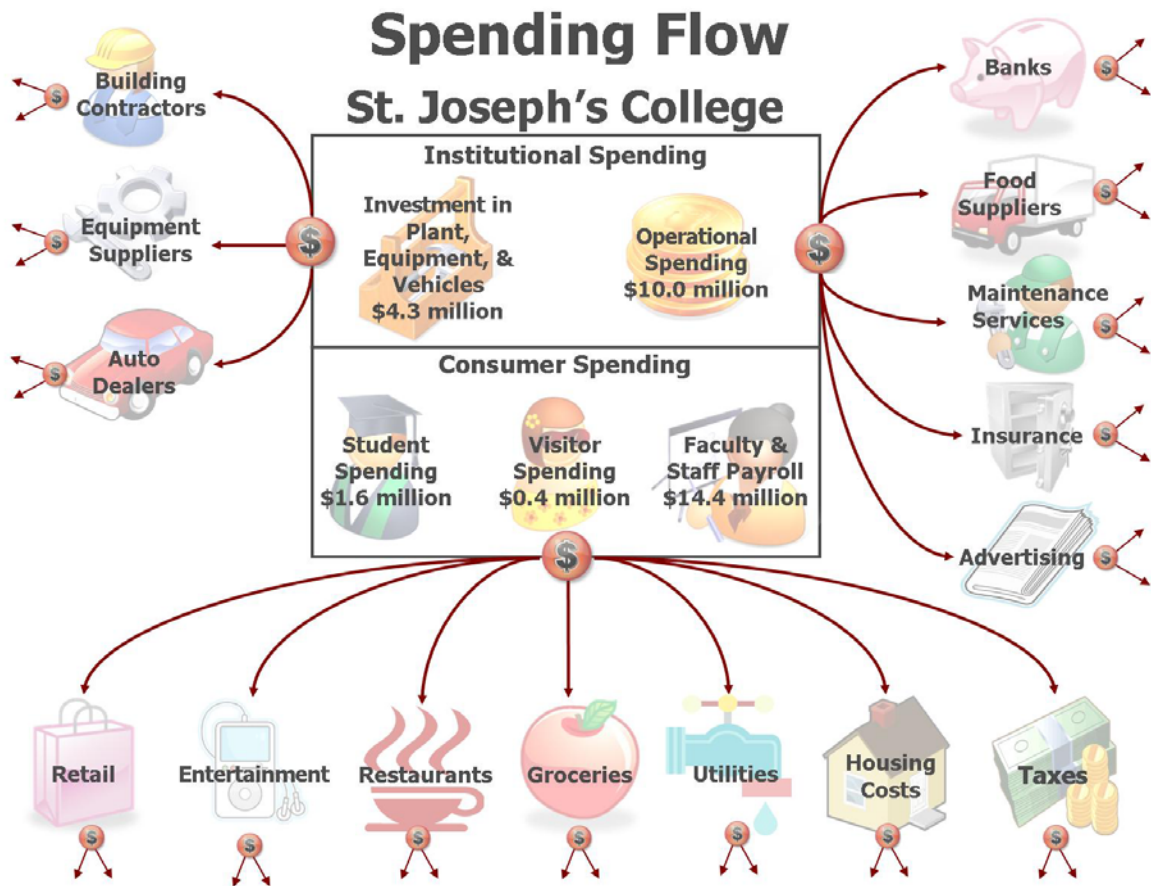 Spending Flow
St. Joseph's College
Building
Contractors
$
Equipment
Suppliers
$
Auto
Dealers
$
$
Institutional Spending
Investment in
Plant,
Equipment, &
Vehicles
$4.3 million
Operational
Spending
$10.0 million
$
Consumer Spending
Student
Spending
$1.6 million
Visitor
Spending
$0.4 million
Faculty &
Staff Payroll
$14.4 million
$
Banks
$
Food
Suppliers
$
Maintenance
Services
$
Insurance
$
Advertising
$
Retail
$
Entertainment
$
Restaurants
$
Groceries
$
Utilities
$
Housing
Costs
$
Taxes
$